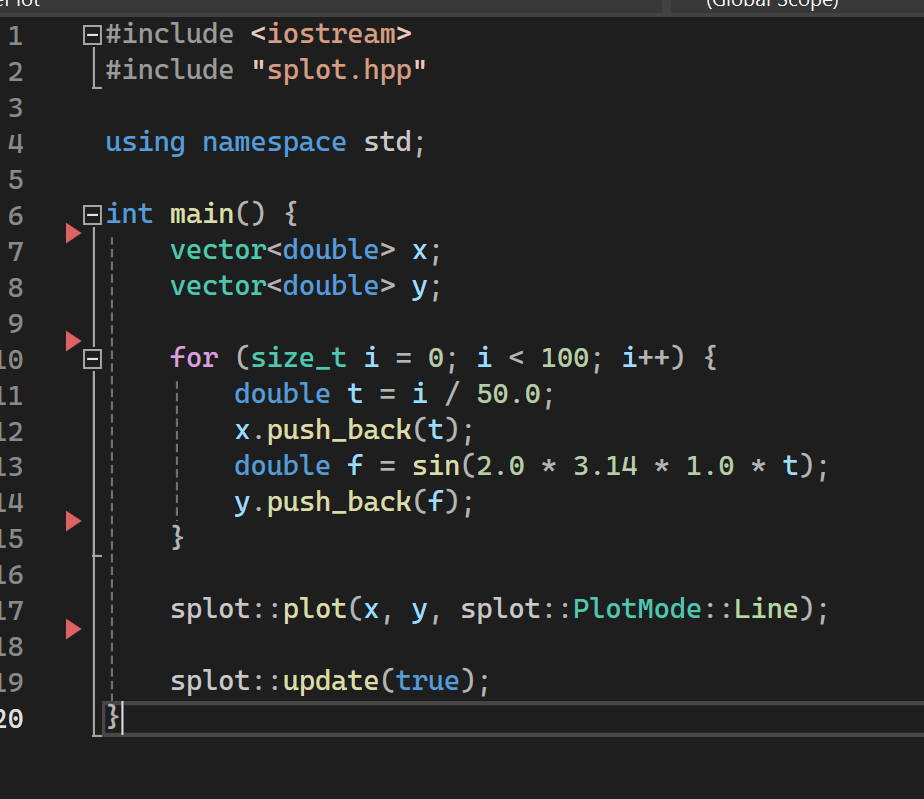 (Global Scope)
1 #include <iostream>
2 #include "splot.hpp"
3
4 using namespace std;
5
6 int main() {
7     vector<double> x;
8     vector<double> y;
9
10     for (size_t i = 0; i < 100; i++) {
11         double t = i / 50.0;
12         x.push_back(t);
13         double f = sin(2.0 * 3.14 * 1.0 * t);
14         y.push_back(f);
15     }
16
17     splot::plot(x, y, splot::PlotMode::Line);
18
19     splot::update(true);
20 }